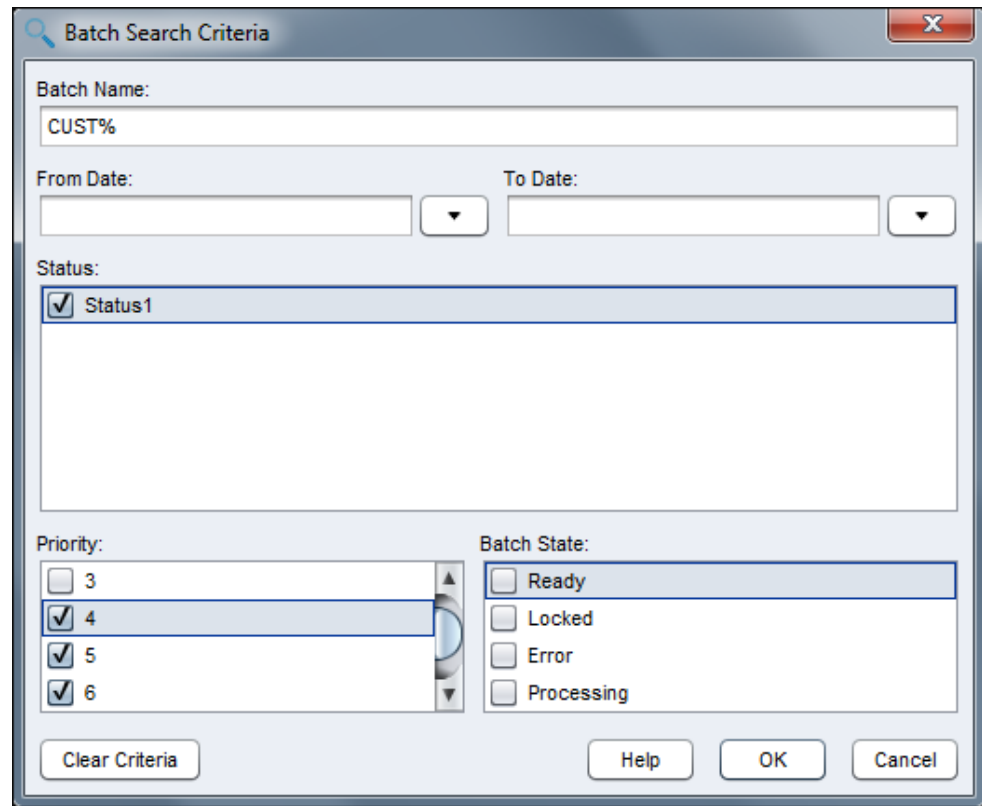 Batch Search Criteria
Batch Name:
CUST%
From Date: To Date:
Status:
Status1
Priority: Batch State:
3 Ready
4 Locked
5 Error
6 Processing
Clear Criteria Help OK Cancel